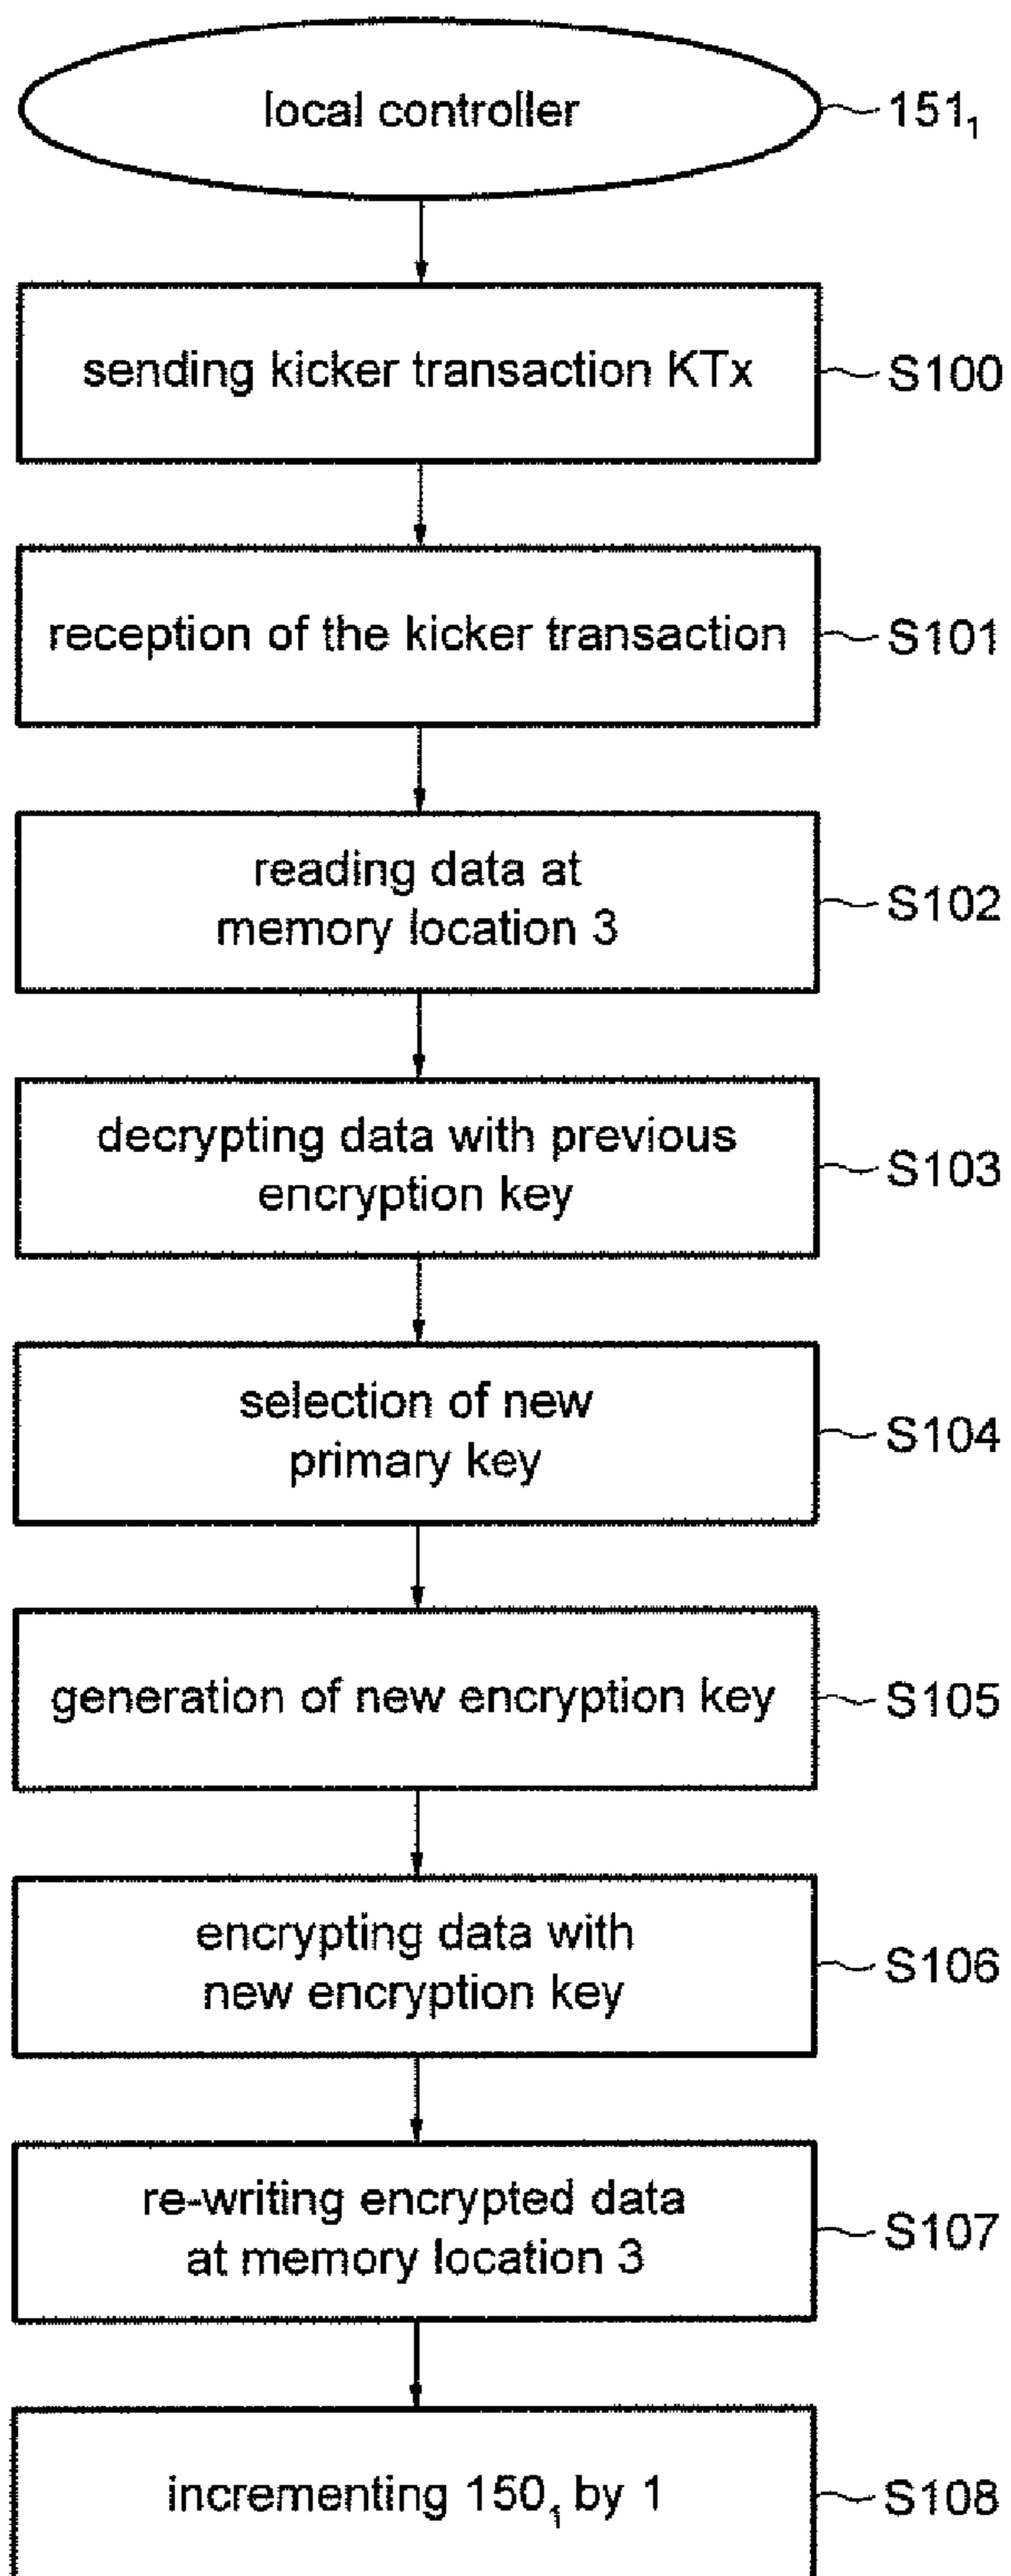 local controller
151₁
sending kicker transaction KTx
S100
reception of the kicker transaction
S101
reading data at
memory location 3
S102
decrypting data with previous
encryption key
S103
selection of new
primary key
S104
generation of new encryption key
S105
encrypting data with
new encryption key
S106
re-writing encrypted data
at memory location 3
S107
incrementing 150₁ by 1
S108